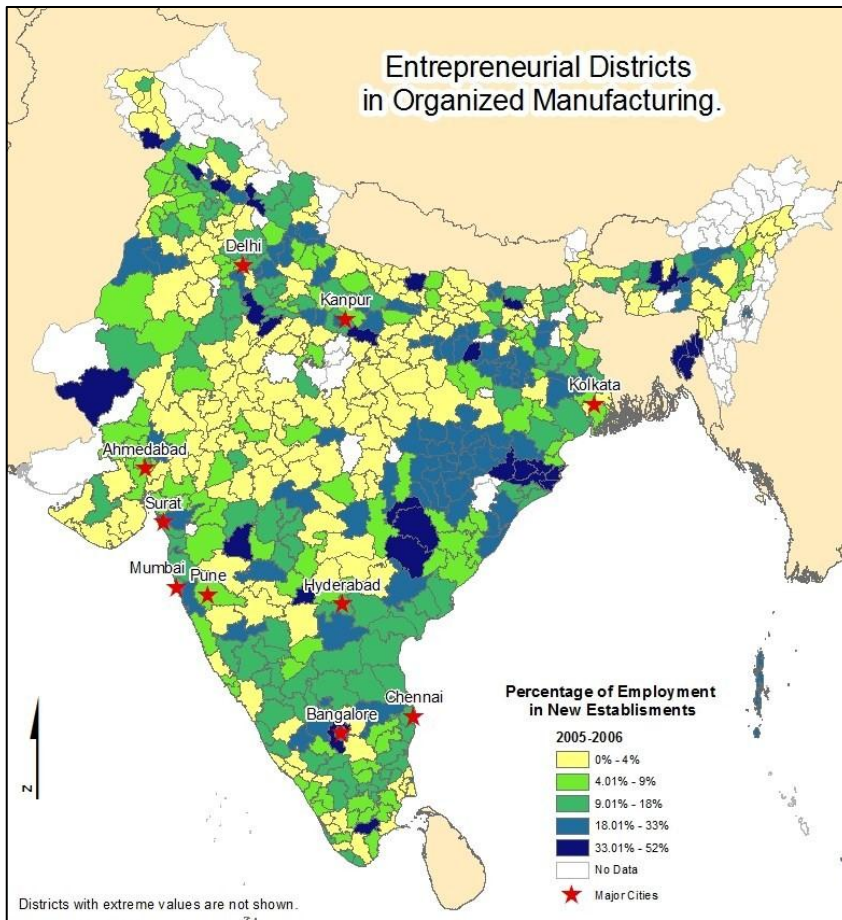 Entrepreneurial Districts
in Organized Manufacturing.
Delhi
Kanpur
Kolkata
Ahmedabad
Surat
Mumbai
Pune
Hyderabad
Chennai
Bangalore
Percentage of Employment
in New Establisments
2005-2006
0% - 4%
4.01% - 9%
9.01% - 18%
18.01% - 33%
33.01% - 52%
No Data
Major Cities
N
Districts with extreme values are not shown.